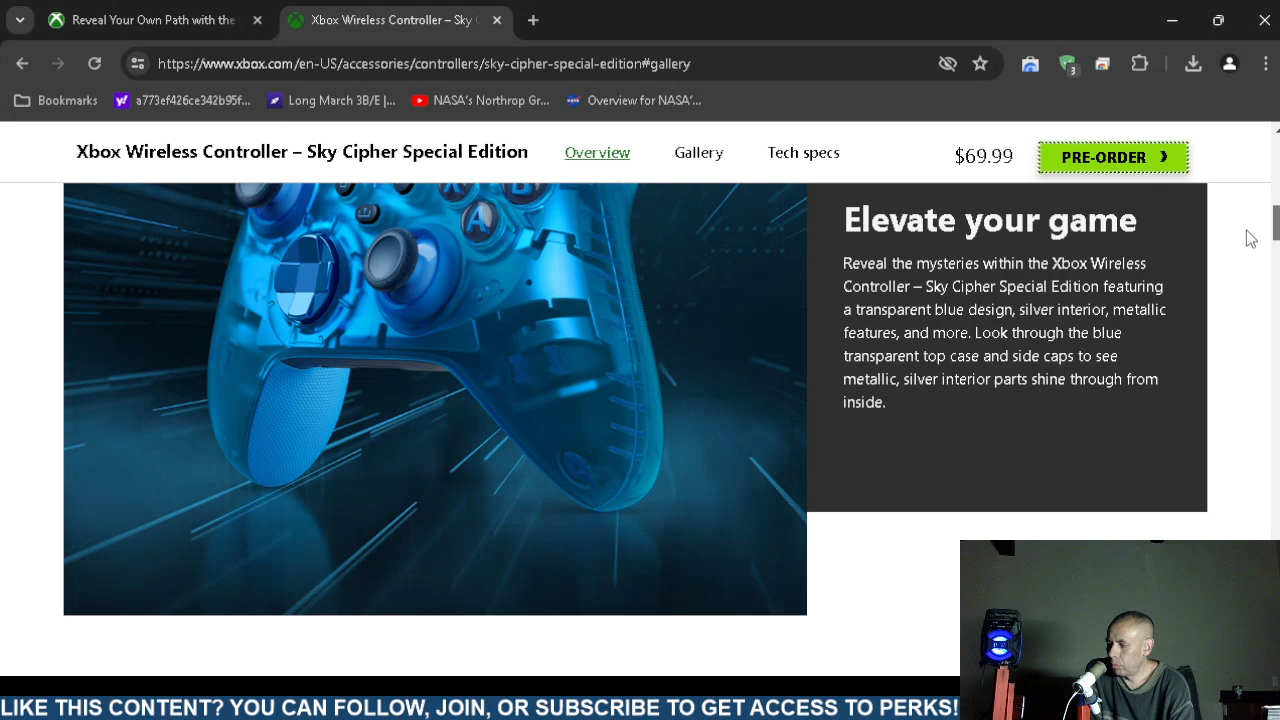 Reveal Your Own Path with the
Xbox Wireless Controller – Sky C
https://www.xbox.com/en-US/accessories/controllers/sky-cipher-special-edition#gallery
3
Bookmarks
a773ef426ce342b95f...
Long March 3B/E |...
NASA's Northrop Gr...
Overview for NASA'...
Xbox Wireless Controller – Sky Cipher Special Edition
Overview
Gallery
Tech specs
$69.99
PRE-ORDER
X
B
A
Elevate your game
Reveal the mysteries within the Xbox Wireless
Controller – Sky Cipher Special Edition featuring
a transparent blue design, silver interior, metallic
features, and more. Look through the blue
transparent top case and side caps to see
metallic, silver interior parts shine through from
inside.
LIKE THIS CONTENT? YOU CAN FOLLOW, JOIN, OR SUBSCRIBE TO GET ACCESS TO PERKS!